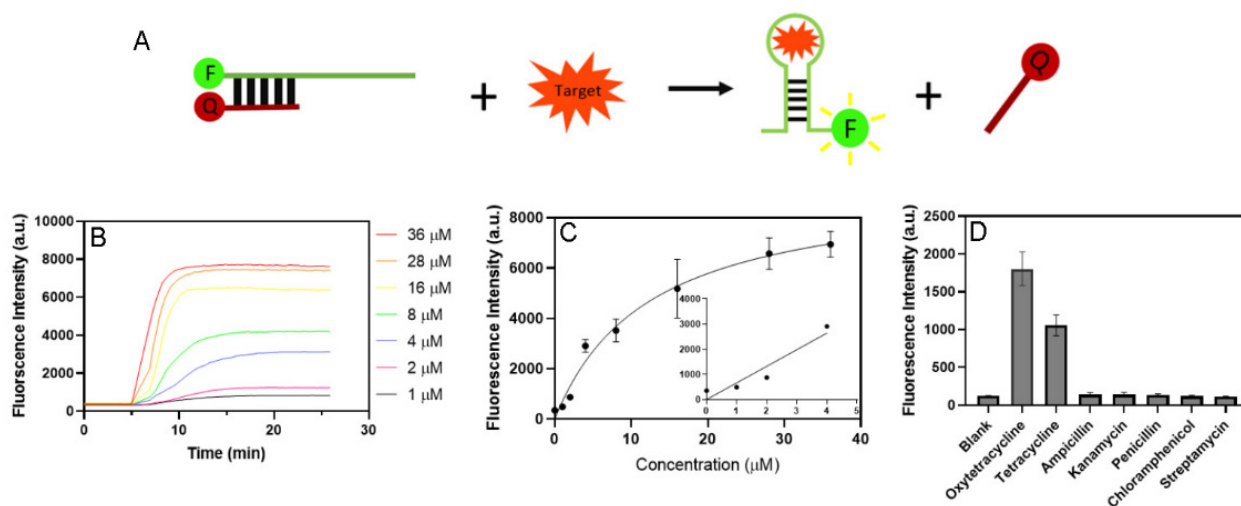 A
F
Q
+
Target
F
+
Q
B
Fluorscence Intensity (a.u.)
10000
8000
6000
4000
2000
0
0
10
20
30
Time (min)
36 μM
28 μM
16 μM
8 μM
4 μM
2 μM
1 μM
C
Fluorescence Intensity (a.u.)
8000
6000
4000
2000
0
0
10
20
30
40
Concentration (μM)
4000
3000
2000
1000
0
0
1
2
3
4
5
D
Fluorescence Intensity (a.u.)
2500
2000
1500
1000
500
0
Blank
Oxytetracycline
Tetracycline
Ampicillin
Kanamycin
Penicillin
Chloramphenicol
Streptamycin